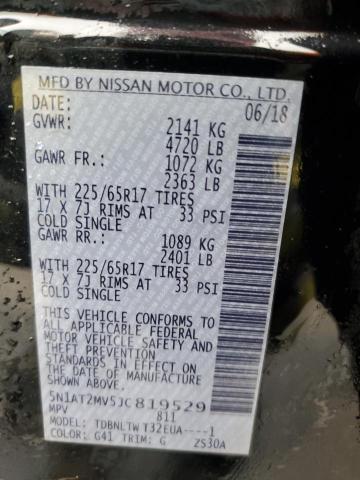 MFD BY NISSAN MOTOR CO., LTD.
DATE: 06/18
GVWR: 2141 KG
4720 LB
GAWR FR.: 1072 KG
2363 LB
WITH 225/65R17 TIRES
17 X 7J RIMS AT 33 PSI
COLD SINGLE
GAWR RR.: 1089 KG
2401 LB
WITH 225/65R17 TIRES
17 X 7J RIMS AT 33 PSI
COLD SINGLE
THIS VEHICLE CONFORMS TO
ALL APPLICABLE FEDERAL
MOTOR VEHICLE SAFETY AND
THEFT PREVENTION
STANDARDS IN EFFECT ON
THE DATE OF MANUFACTURE
SHOWN ABOVE.
5N1AT2MV5JC819529
MPV 811
MODEL: TDBNLTW T32EUA----1
COLOR: G41 TRIM: G ZS30A